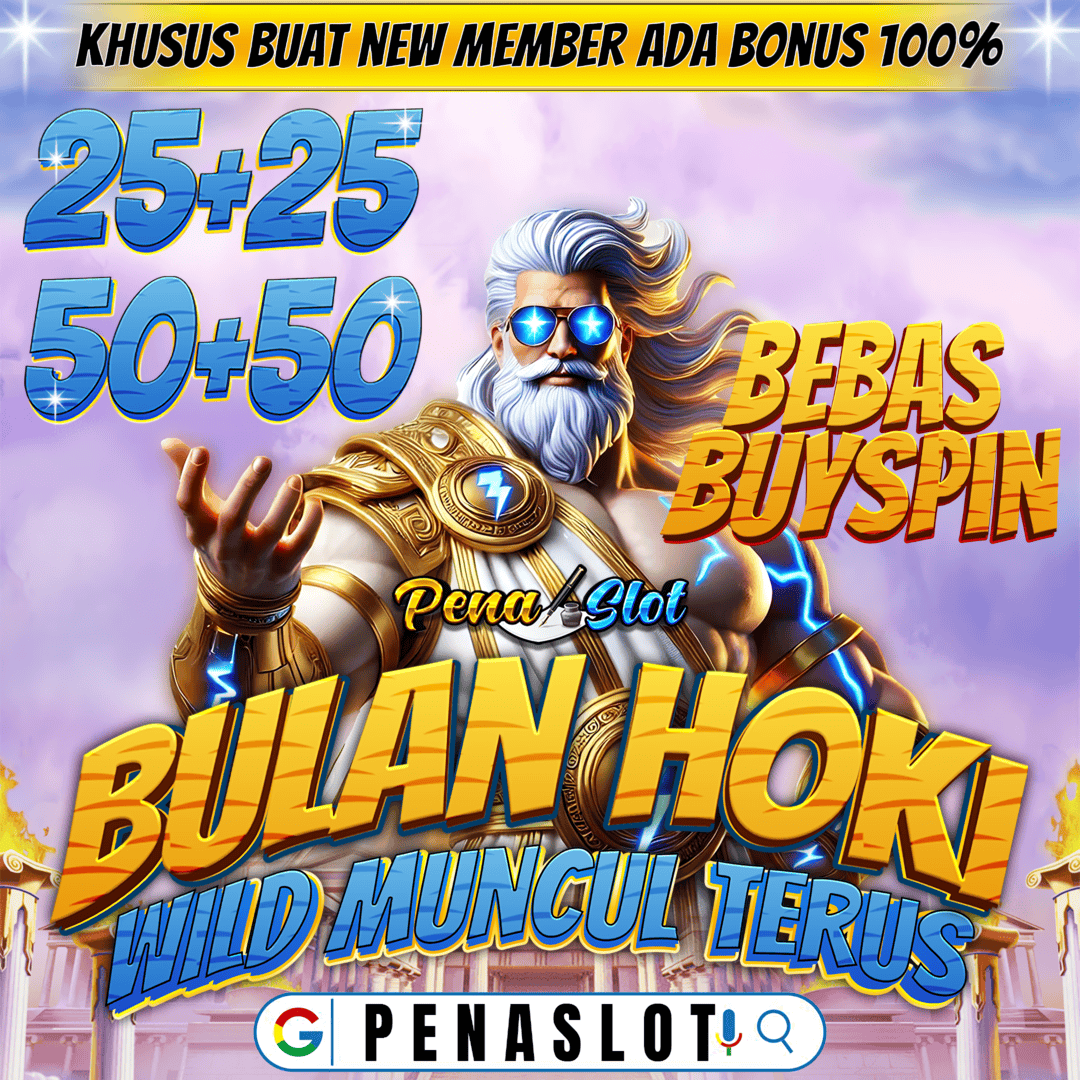 KHUSUS BUAT NEW MEMBER ADA BONUS 100%
25+25
50+50
BEBAS
BUYSPIN
Pena Slot
BULAN HOKI
WILD MUNCUL TERUS
G PENASLOT